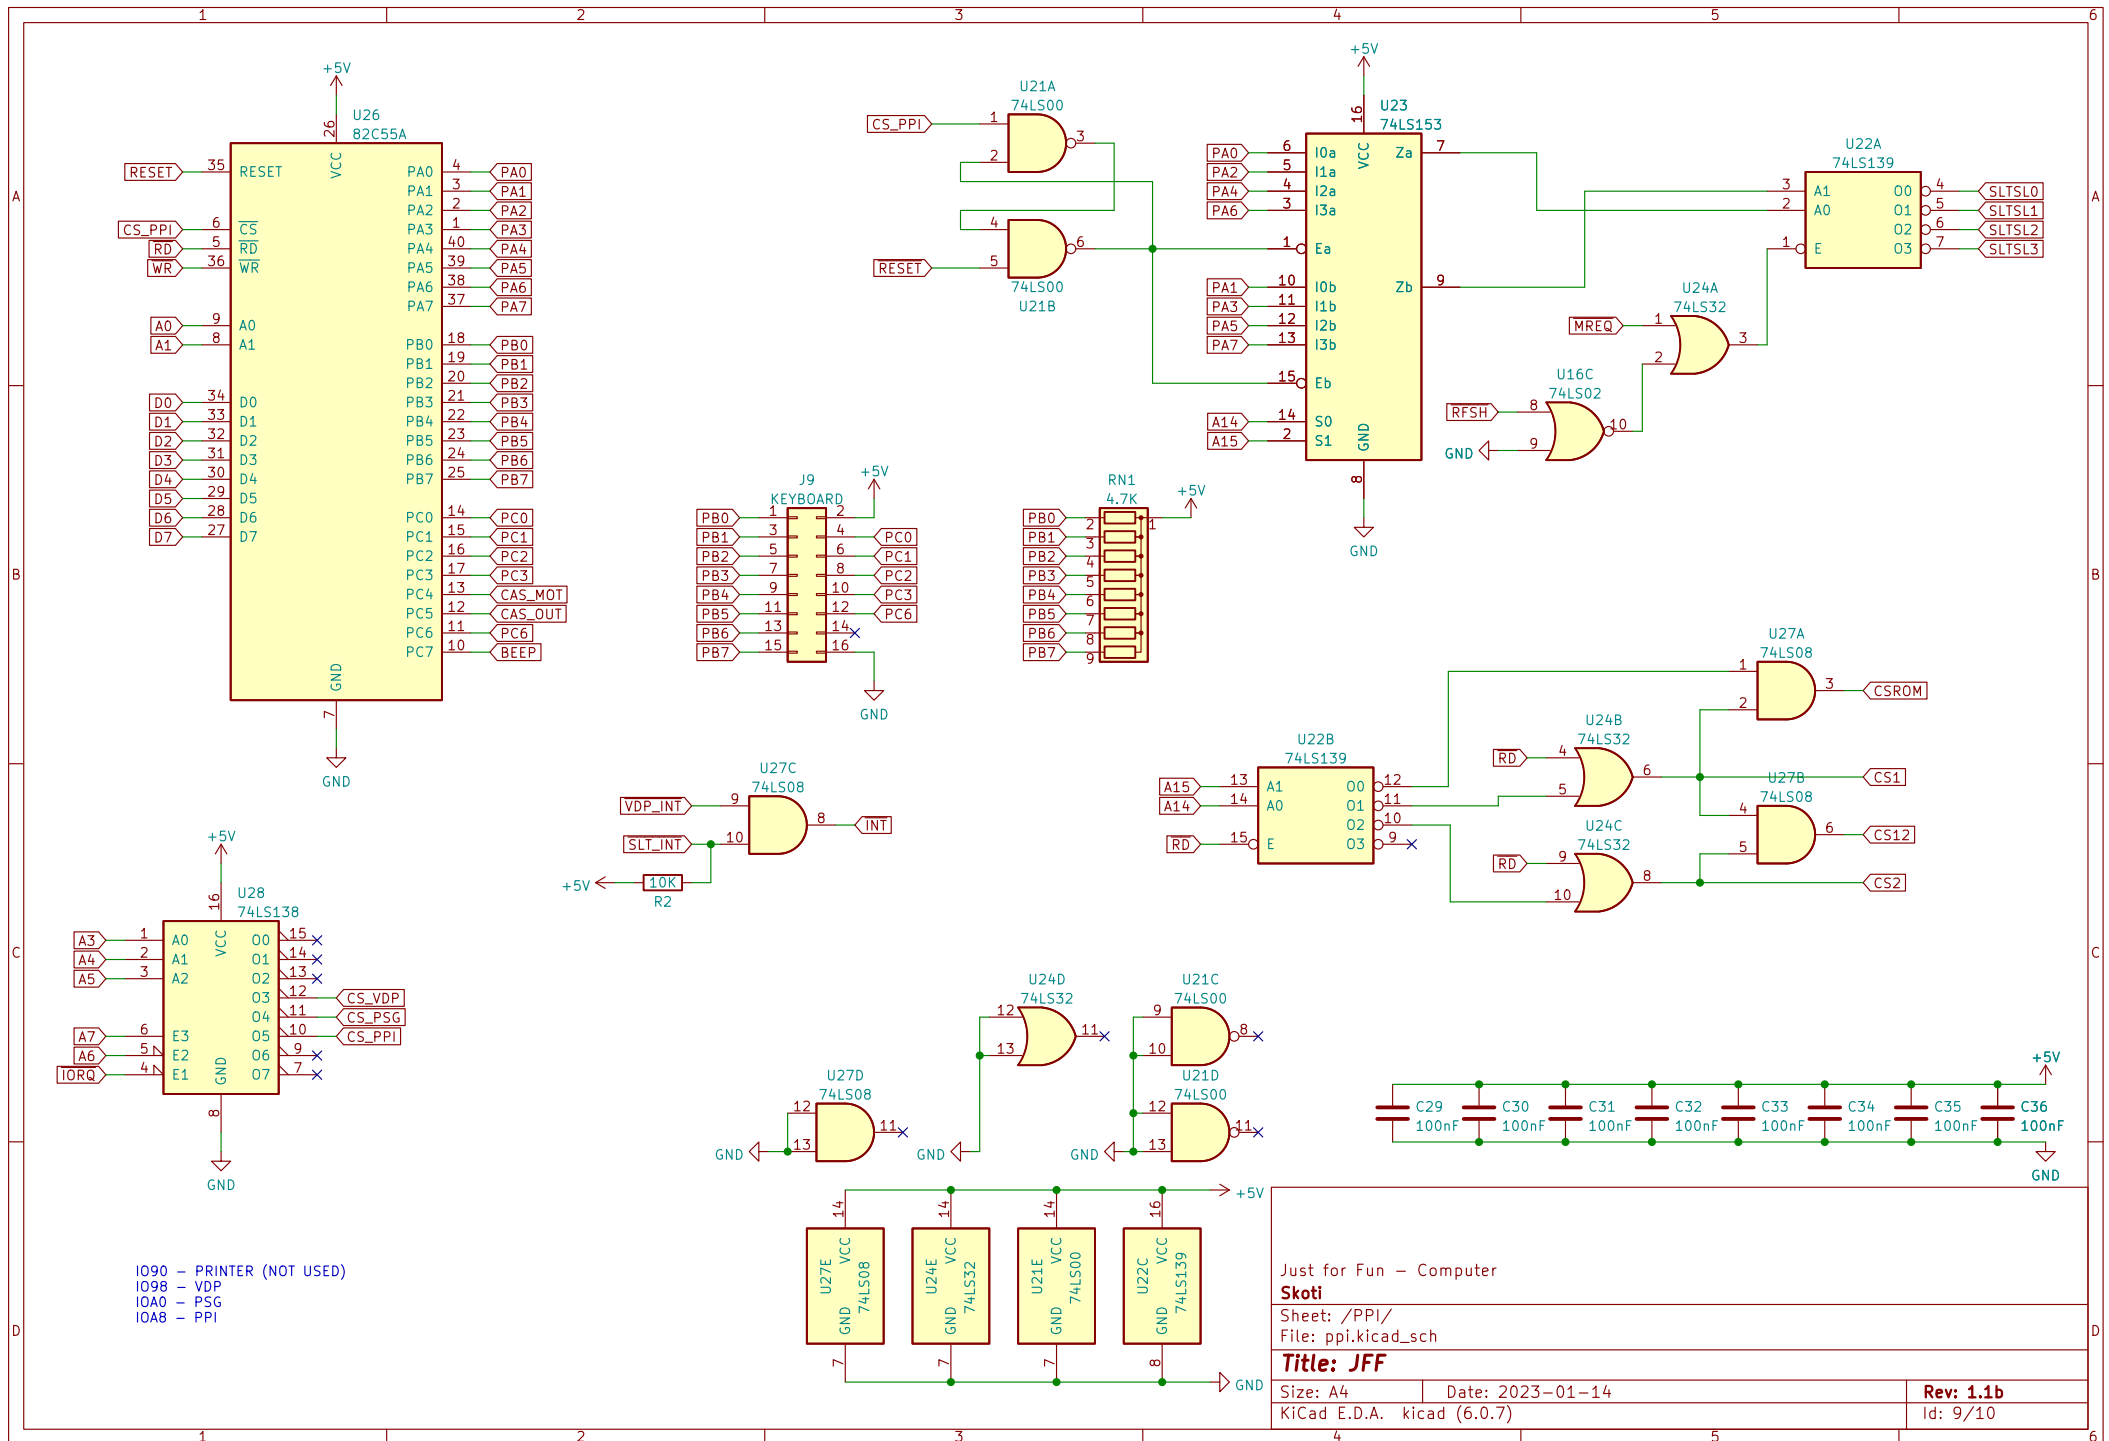 1 2 3 4 5 6
A
B
C
D
+5V
U26
82C55A
26
VCC
RESET 35 RESET
CS_PPI 6 CS
RD 5 RD
WR 36 WR
A0 9 A0
A1 8 A1
D0 34 D0
D1 33 D1
D2 32 D2
D3 31 D3
D4 30 D4
D5 29 D5
D6 28 D6
D7 27 D7
PA0 4 PA0
PA1 3 PA1
PA2 2 PA2
PA3 1 PA3
PA4 40 PA4
PA5 39 PA5
PA6 38 PA6
PA7 37 PA7
PB0 18 PB0
PB1 19 PB1
PB2 20 PB2
PB3 21 PB3
PB4 22 PB4
PB5 23 PB5
PB6 24 PB6
PB7 25 PB7
PC0 14 PC0
PC1 15 PC1
PC2 16 PC2
PC3 17 PC3
PC4 13 CAS_MOT
PC5 12 CAS_OUT
PC6 11 PC6
PC7 10 BEEP
GND
7
GND
U21A
74LS00
CS_PPI 1
2
3
4
RESET 5
6
74LS00
U21B
+5V
16
U23
74LS153
VCC
PA0 6 I0a
PA2 5 I1a
PA4 4 I2a
PA6 3 I3a
1 Ea
PA1 10 I0b
PA3 11 I1b
PA5 12 I2b
PA7 13 I3b
15 Eb
A14 14 S0
A15 2 S1
Za 7
Zb 9
GND
8
GND
U22A
74LS139
3 A1
2 A0
1 E
O0 4 SLTSL0
O1 5 SLTSL1
O2 6 SLTSL2
O3 7 SLTSL3
U24A
74LS32
MREQ 1
2
3
U16C
74LS02
RFSH 8
GND 9
10
J9
KEYBOARD
+5V
PB0 1 2
PB1 3 4 PC0
PB2 5 6 PC1
PB3 7 8 PC2
PB4 9 10 PC3
PB5 11 12 PC6
PB6 13 14
PB7 15 16
GND
RN1
4.7K
+5V
1
PB0 2
PB1 3
PB2 4
PB3 5
PB4 6
PB5 7
PB6 8
PB7 9
U27A
74LS08
1
2
3 CSROM
U24B
74LS32
RD 4
5
6
CS1
U27B
74LS08
4
5
6 CS12
U24C
74LS32
RD 9
10
8
CS2
U22B
74LS139
A15 13 A1
A14 14 A0
RD 15 E
O0 12
O1 11
O2 10
O3 9
U27C
74LS08
VDP_INT 9
SLT_INT 10
8 INT
+5V 10K
R2
+5V
16
U28
74LS138
VCC
A3 1 A0
A4 2 A1
A5 3 A2
A7 6 E3
A6 5 E2
IORQ 4 E1
O0 15
O1 14
O2 13
O3 12 CS_VDP
O4 11 CS_PSG
O5 10 CS_PPI
O6 9
O7 7
GND
8
GND
U24D
74LS32
12
13
11
GND
U21C
74LS00
9
10
8
U21D
74LS00
12
13
11
GND
U27D
74LS08
12
13
11
GND
+5V
C29 C30 C31 C32 C33 C34 C35 C36
100nF 100nF 100nF 100nF 100nF 100nF 100nF 100nF
GND
14 14 14 16 +5V
U27E 74LS08 VCC GND
U24E 74LS32 VCC GND
U21E 74LS00 VCC GND
U22C 74LS139 VCC GND
7 7 7 8 GND
IO90 – PRINTER (NOT USED)
IO98 – VDP
IOA0 – PSG
IOA8 – PPI
Just for Fun – Computer
Skoti
Sheet: /PPI/
File: ppi.kicad_sch
Title: JFF
Size: A4 Date: 2023-01-14 Rev: 1.1b
KiCad E.D.A. kicad (6.0.7) Id: 9/10
A
B
C
D
1 2 3 4 5 6